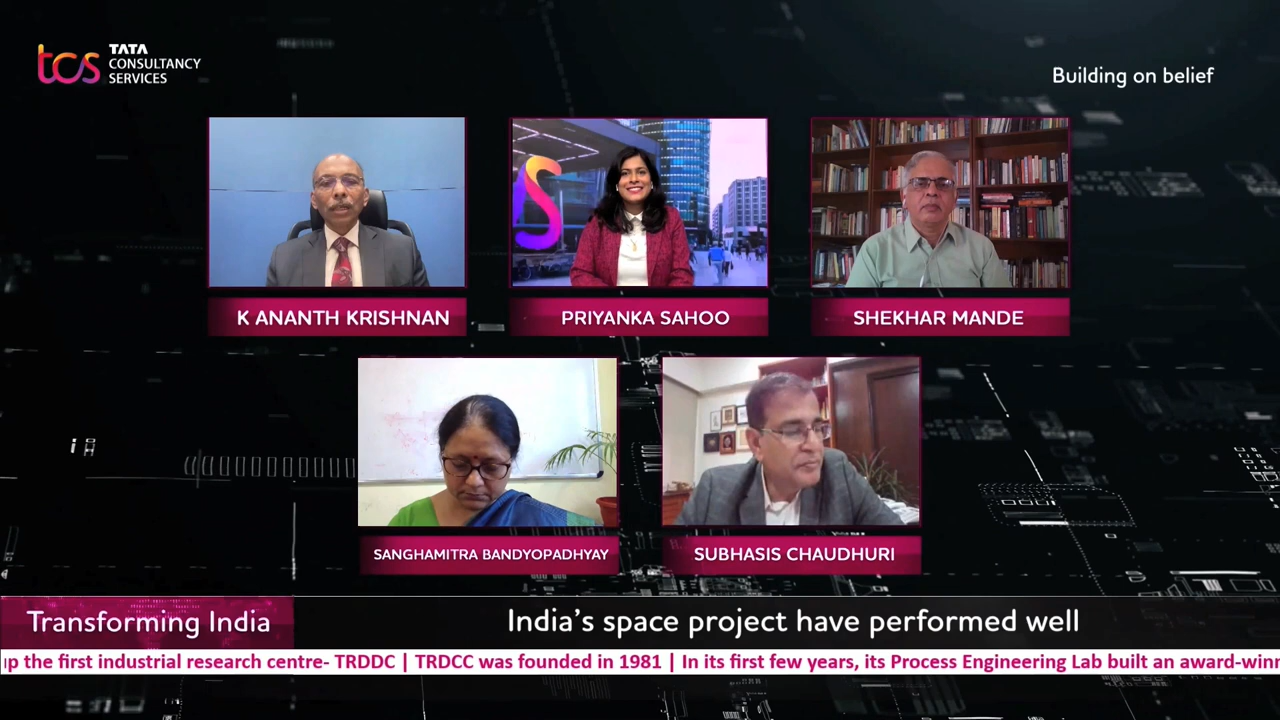 tcs TATA
CONSULTANCY
SERVICES
Building on belief
K ANANTH KRISHNAN
PRIYANKA SAHOO
SHEKHAR MANDE
SANGHAMITRA BANDYOPADHYAY
SUBHASIS CHAUDHURI
Transforming India
India's space project have performed well
the first industrial research centre- TRDDC | TRDCC was founded in 1981 | In its first few years, its Process Engineering Lab built an